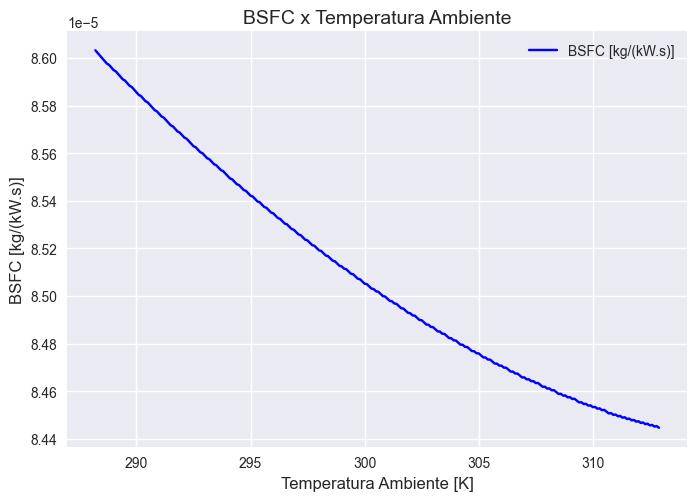 BSFC x Temperatura Ambiente
1e−5
BSFC [kg/(kW.s)]
8.60
8.58
8.56
8.54
8.52
8.50
8.48
8.46
8.44
BSFC [kg/(kW.s)]
290
295
300
305
310
Temperatura Ambiente [K]